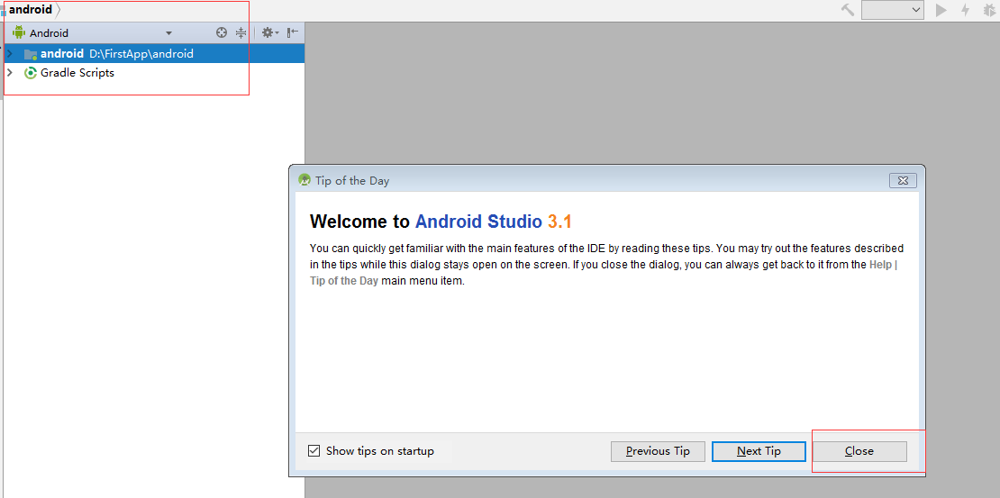 android
Android
android D:\FirstApp\android
Gradle Scripts
Tip of the Day
Welcome to Android Studio 3.1
You can quickly get familiar with the main features of the IDE by reading these tips. You may try out the features described
in the tips while this dialog stays open on the screen. If you close the dialog, you can always get back to it from the Help |
Tip of the Day main menu item.
Show tips on startup
Previous Tip
Next Tip
Close